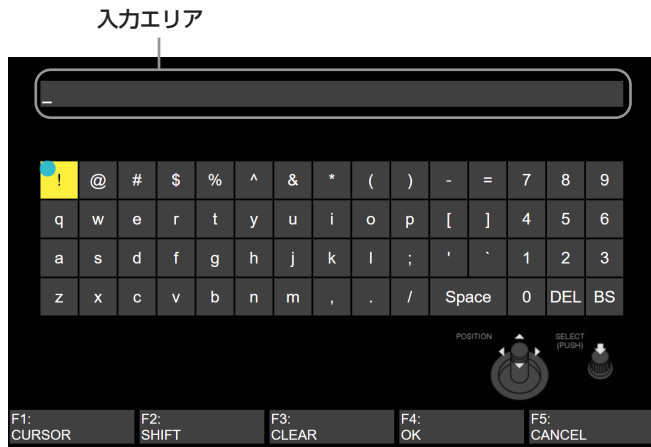 入力エリア
_
! @ # $ % ^ & * ( ) - = 7 8 9
q w e r t y u i o p [ ] 4 5 6
a s d f g h j k l ; ' ` 1 2 3
z x c v b n m , . / Space 0 DEL BS
POSITION SELECT
(PUSH)
F1: F2: F3: F4: F5:
CURSOR SHIFT CLEAR OK CANCEL